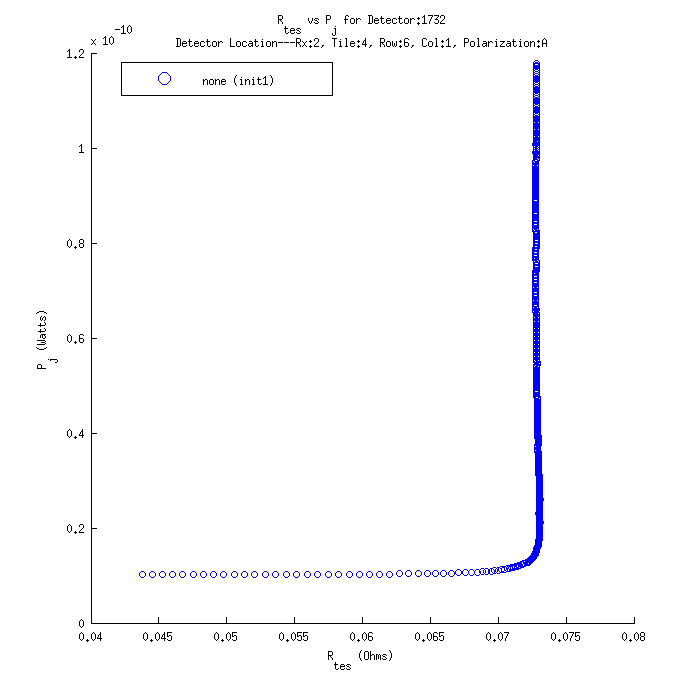 R_tes vs P_j for Detector:1732
Detector Location---Rx:2, Tile:4, Row:6, Col:1, Polarization:A
x 10^-10
none (init1)
1.2
1
0.8
0.6
0.4
0.2
0
P_j (Watts)
0.04 0.045 0.05 0.055 0.06 0.065 0.07 0.075 0.08
R_tes (Ohms)